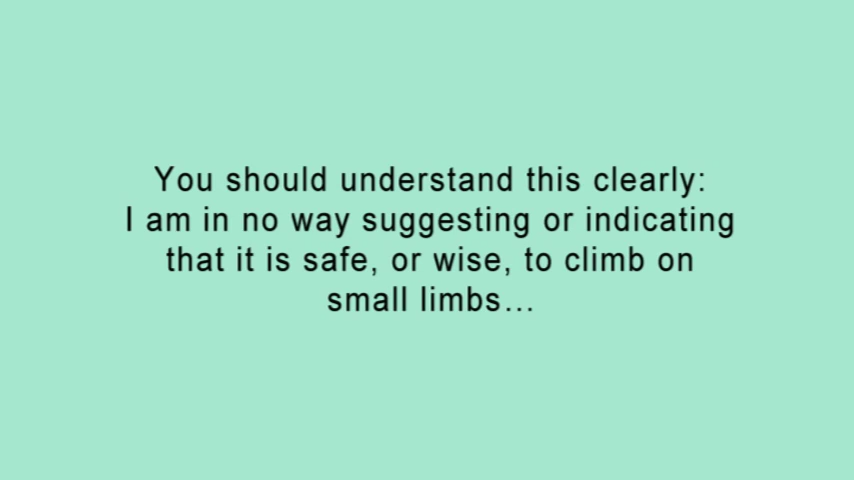 You should understand this clearly:
I am in no way suggesting or indicating
that it is safe, or wise, to climb on
small limbs...